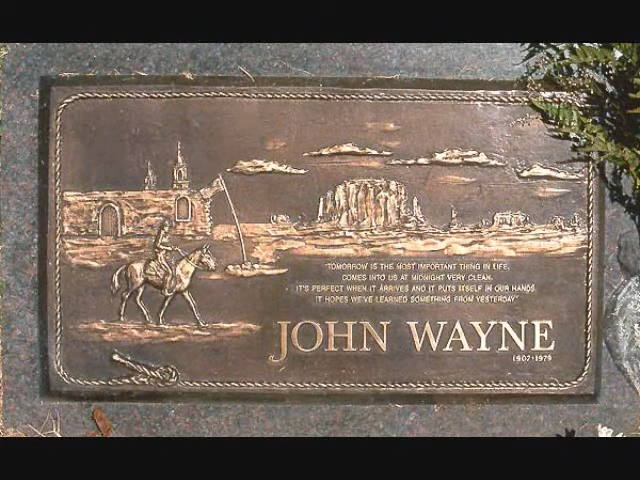 "TOMORROW IS THE MOST IMPORTANT THING IN LIFE,
COMES INTO US AT MIDNIGHT VERY CLEAN.
IT'S PERFECT WHEN IT ARRIVES AND IT PUTS ITSELF IN OUR HANDS.
IT HOPES WE'VE LEARNED SOMETHING FROM YESTERDAY"
JOHN WAYNE
1907-1979